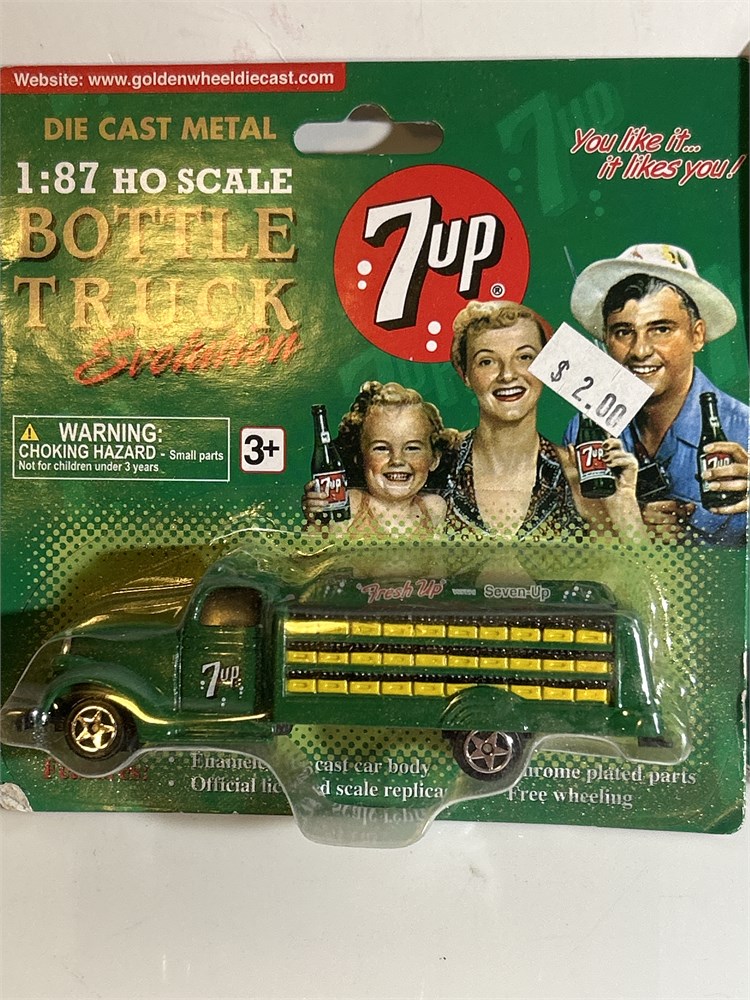 Website: www.goldenwheeldiecast.com
DIE CAST METAL
1:87 HO SCALE
BOTTLE
TRUCK
Evolution
You like it...
it likes you!
7up®
7up
$ 2.00
WARNING:
CHOKING HAZARD - Small parts
Not for children under 3 years
3+
7up
7up
7up
"Fresh Up" Seven-Up
7up
cast car body
Official
d scale replica
chrome plated parts
Free wheeling